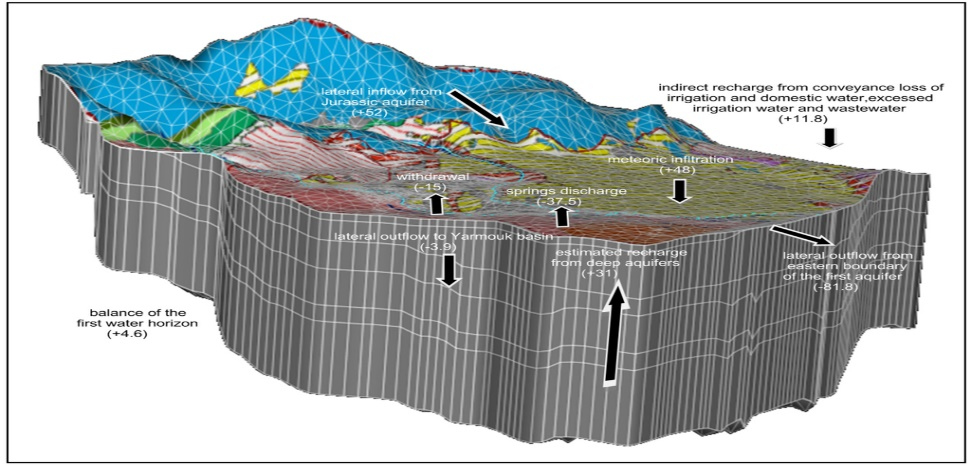 lateral inflow from
Jurassic aquifer
(+52)
indirect recharge from conveyance loss of
irrigation and domestic water,excessed
irrigation water and wastewater
(+11.8)
meteoric infiltration
(+48)
withdrawal
(-15)
springs discharge
(-37.5)
lateral outflow to Yarmouk basin
(-3.9)
estimated recharge
from deep aquifers
(+31)
lateral outflow from
eastern boundary
of the first aquifer
(-81.8)
balance of the
first water horizon
(+4.6)